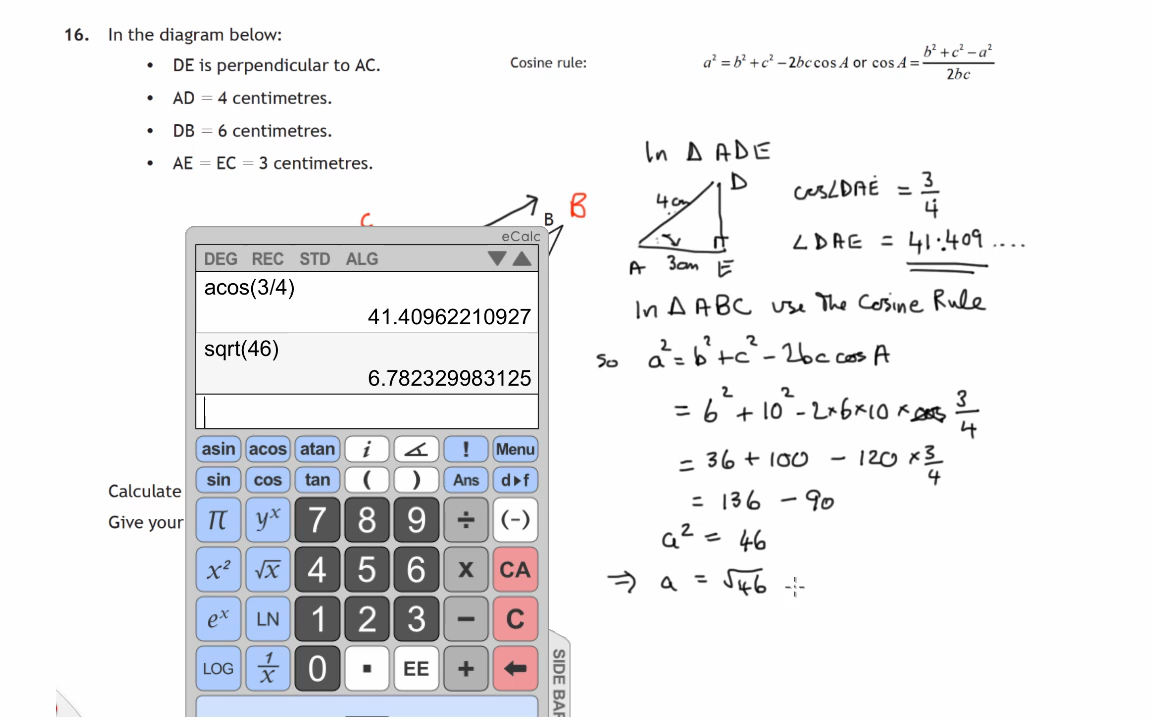 16. In the diagram below:
• DE is perpendicular to AC.
• AD = 4 centimetres.
• DB = 6 centimetres.
• AE = EC = 3 centimetres.
Cosine rule: a² = b² + c² − 2bc cos A or cos A = (b² + c² − a²)/2bc
C
B B
In Δ ADE
4cm D
A 3cm E
cos∠DAE = 3/4
∠DAE = 41.409 ....
In Δ ABC use the Cosine Rule
so a² = b² + c² − 2bc cos A
= 6² + 10² − 2×6×10 × 3/4
= 36 + 100 − 120 × 3/4
= 136 − 90
a² = 46
⇒ a = √46
eCalc
DEG REC STD ALG ▼▲
acos(3/4)
41.40962210927
sqrt(46)
6.782329983125
asin acos atan i ∡ ! Menu
sin cos tan ( ) Ans d▸f
π yˣ 7 8 9 ÷ (−)
x² √x 4 5 6 x CA
eˣ LN 1 2 3 − C
LOG 1/X 0 . EE + ←
Calculate
Give your
SIDE BAR